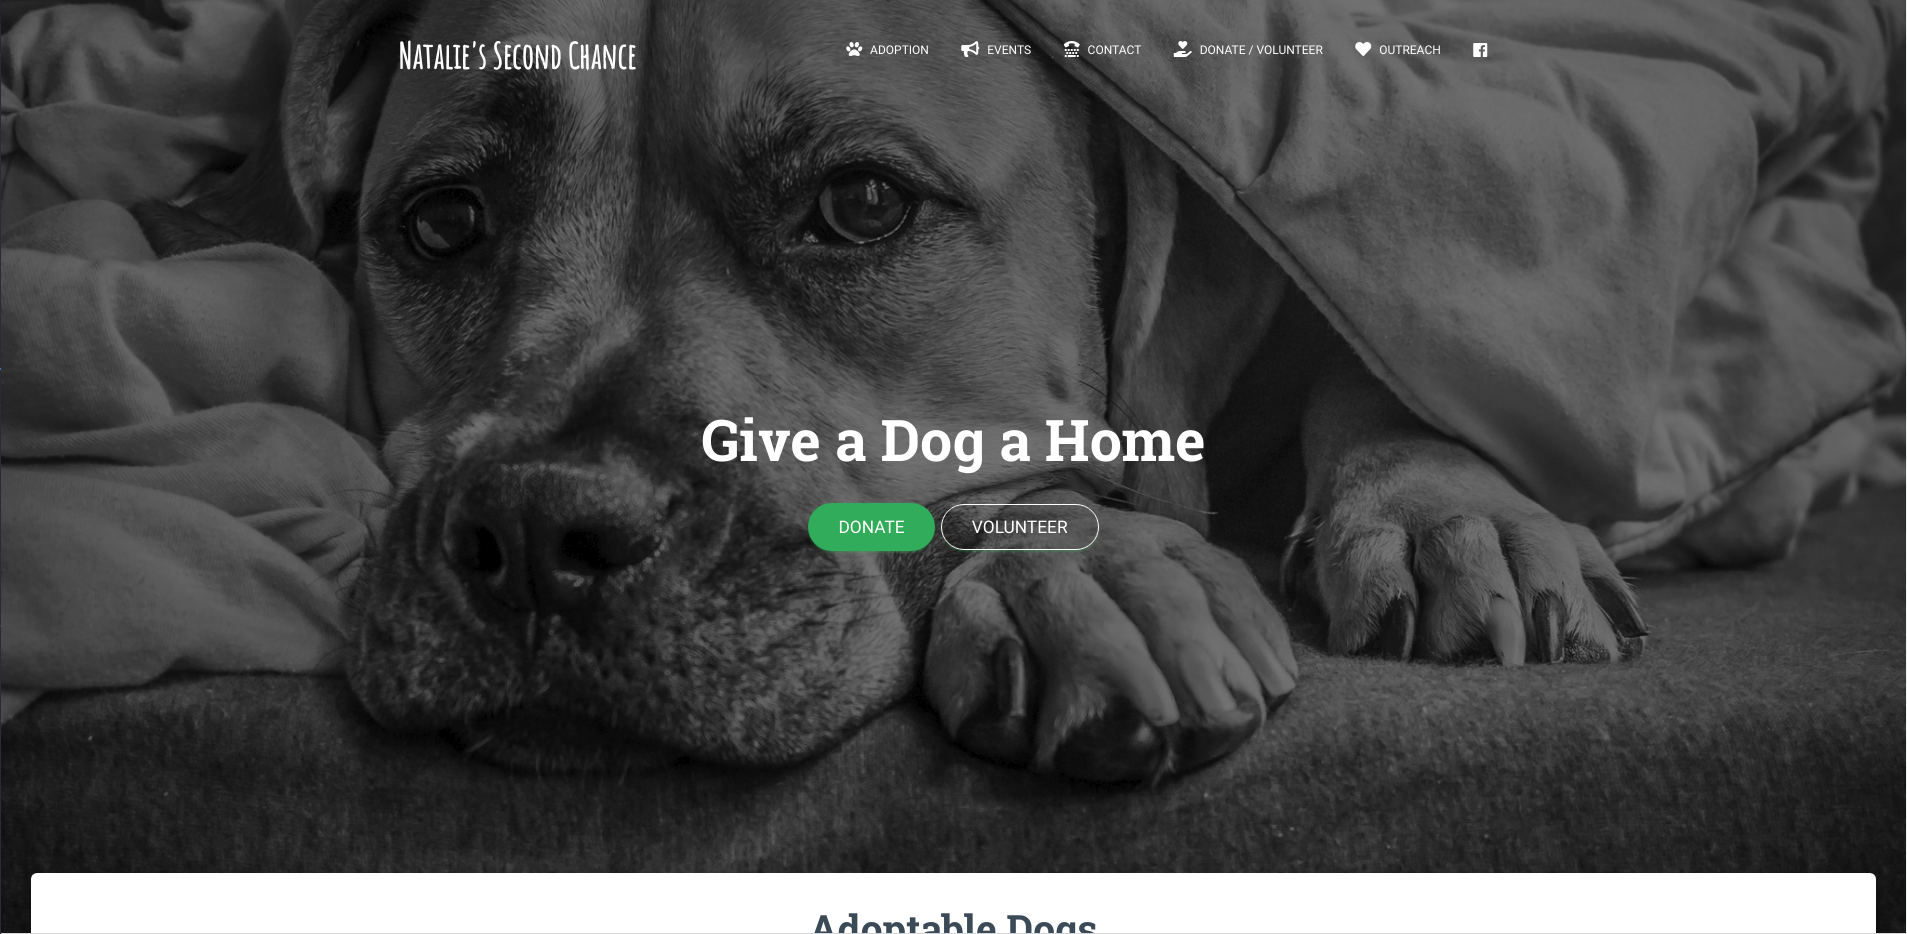 Natalie's Second Chance
ADOPTION EVENTS CONTACT DONATE / VOLUNTEER OUTREACH
Give a Dog a Home
DONATE VOLUNTEER
Adoptable Dogs